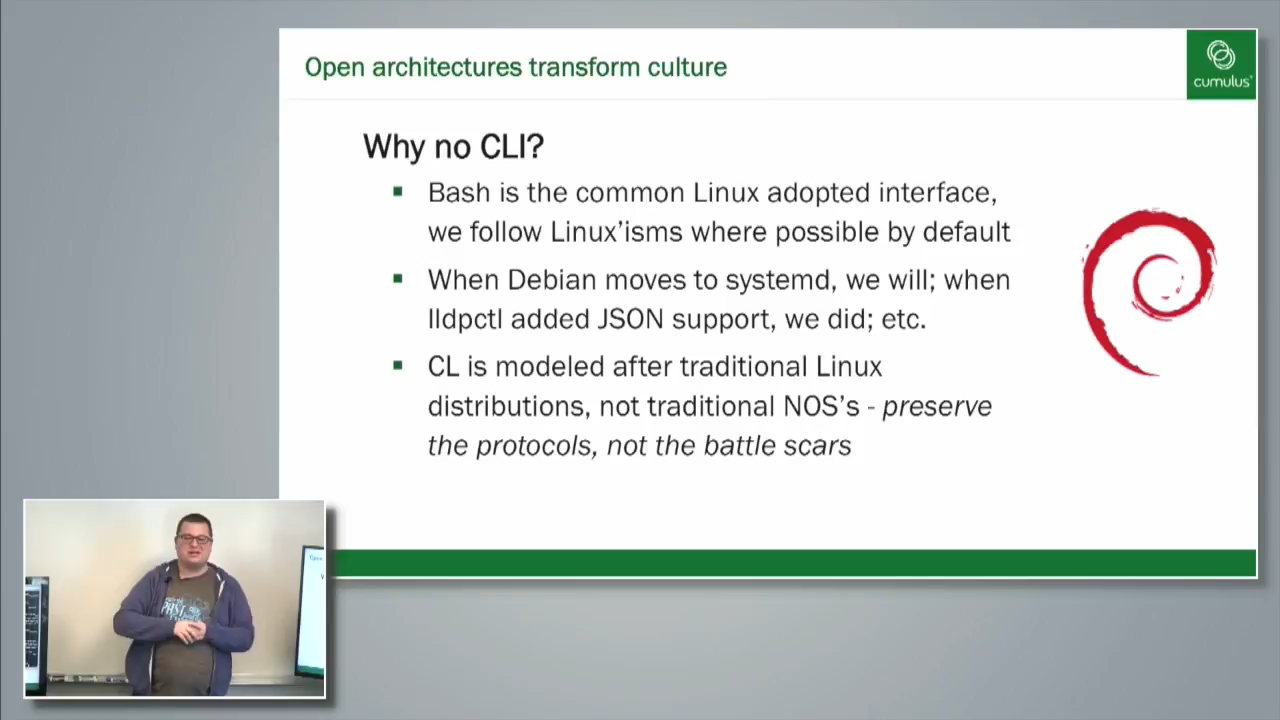 Open architectures transform culture
cumulus
Why no CLI?
Bash is the common Linux adopted interface,
we follow Linux'isms where possible by default
When Debian moves to systemd, we will; when
lldpctl added JSON support, we did; etc.
CL is modeled after traditional Linux
distributions, not traditional NOS's - preserve
the protocols, not the battle scars